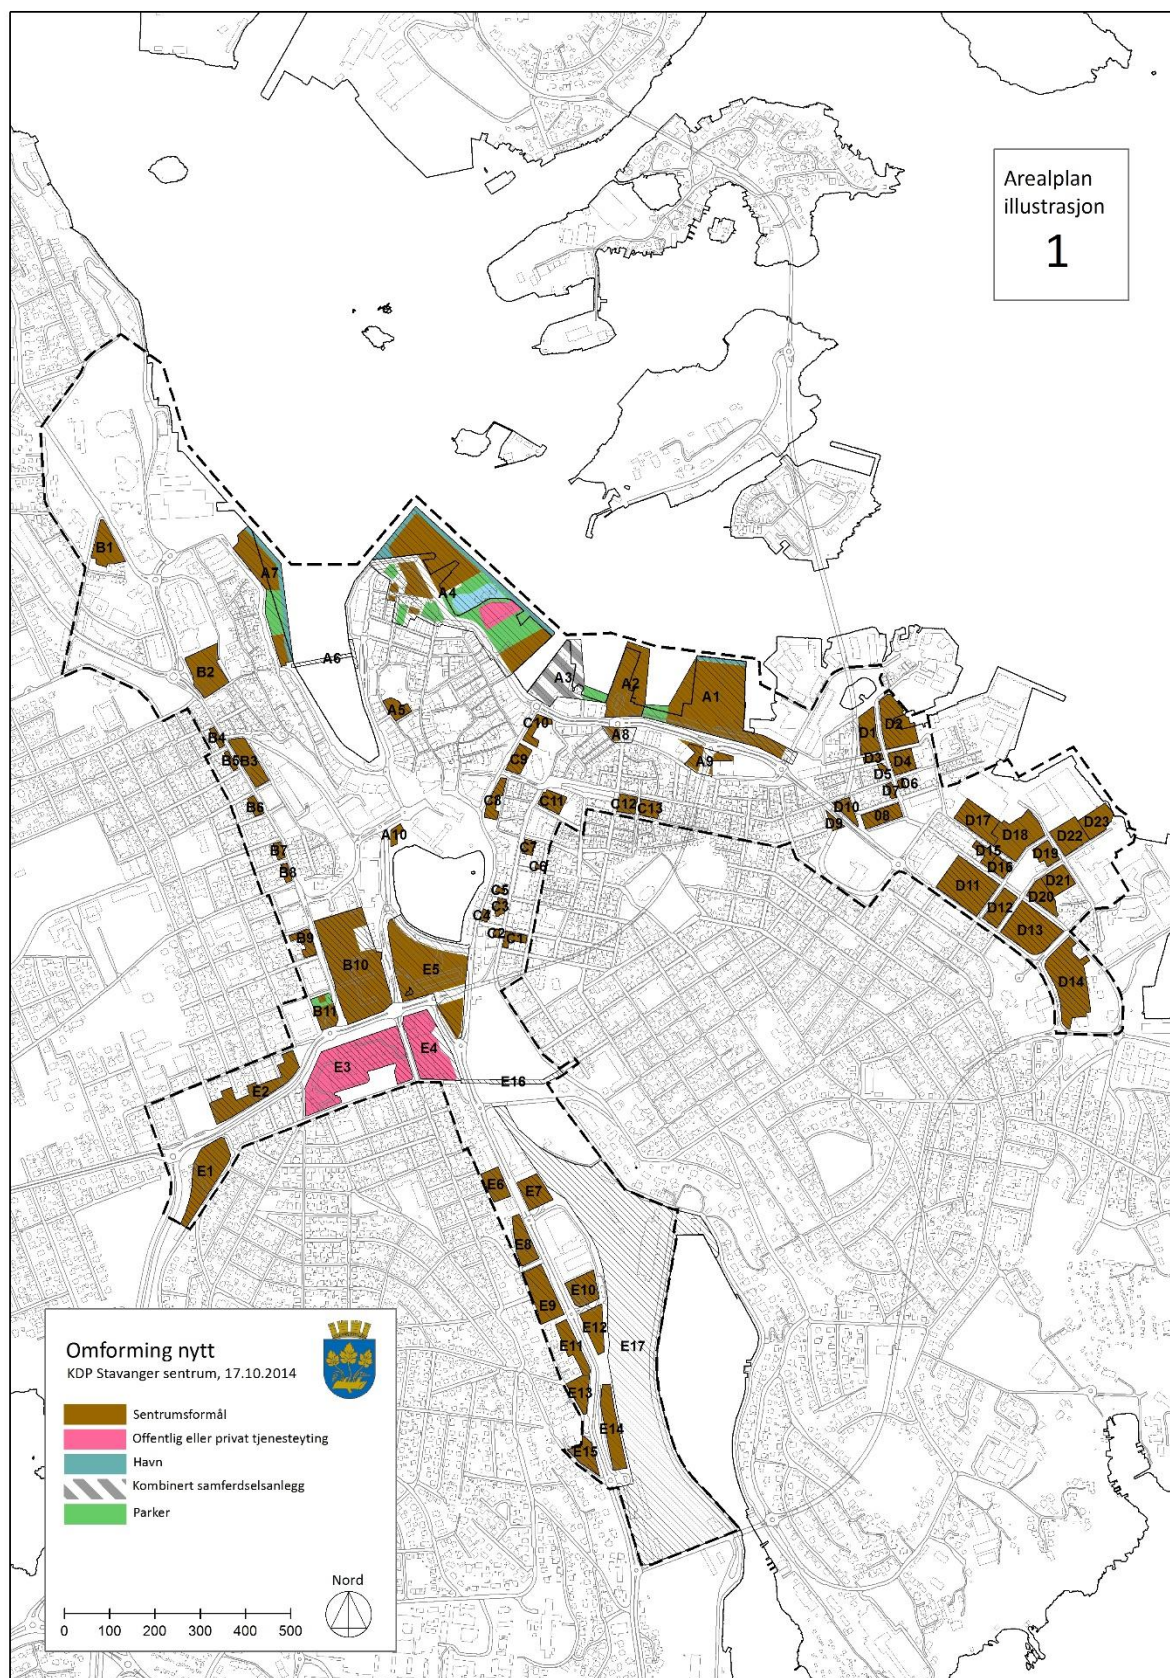 Arealplan
illustrasjon
1
B1
A7
A4
A6
B2
A3
A2
A1
A5
C10
A8
A9
D1
D2
D3
D4
D5
D6
D7
D8
D10
D9
B4
B5
B3
B6
C9
C8
C11
C12
C13
D17
D18
D22
D23
D15
D16
D19
D11
D21
D20
D12
D13
D14
A10
B7
B8
C7
C6
C5
C3
C4
C2
C1
B9
B10
E5
B11
E3
E4
E2
E16
E1
E6
E7
E8
E9
E10
E12
E11
E17
E13
E14
E15
Omforming nytt
KDP Stavanger sentrum, 17.10.2014
Sentrumsformål
Offentlig eller privat tjenesteyting
Havn
Kombinert samferdselsanlegg
Parker
Nord
0 100 200 300 400 500